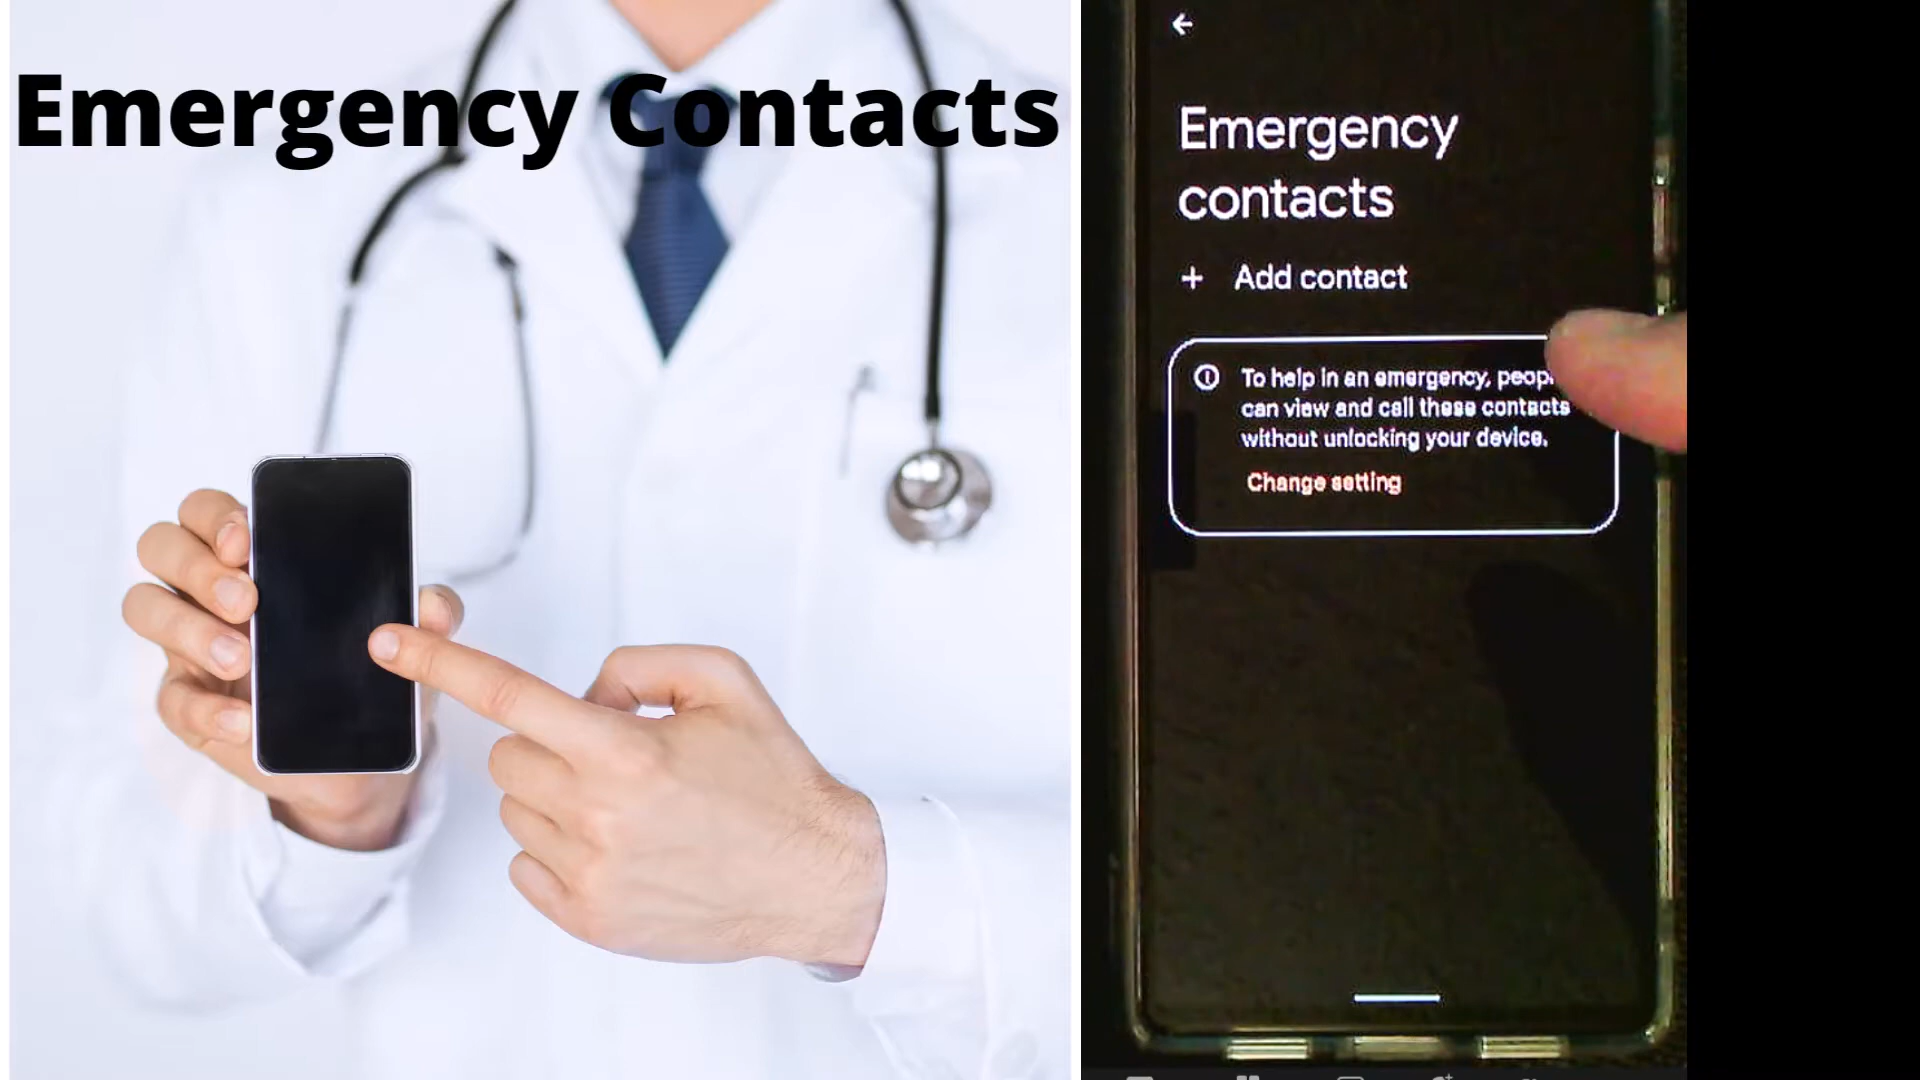 Emergency Contacts
Emergency
contacts
+ Add contact
To help in an emergency,
can view and call these contacts
without unlocking your device.
Change setting